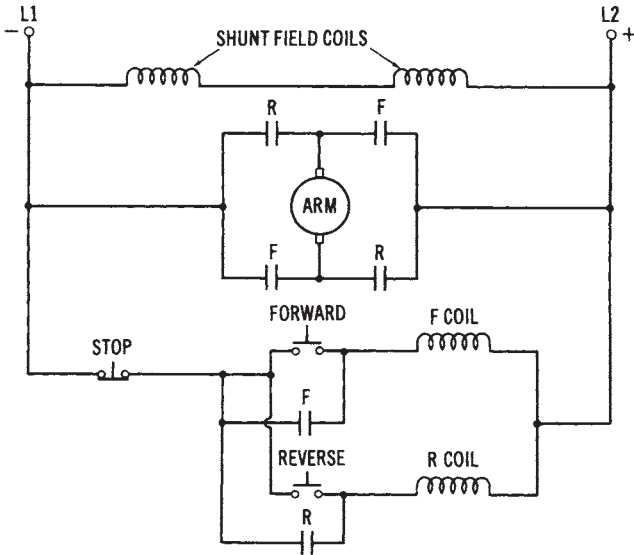 L1
L2
−
+
SHUNT FIELD COILS
R
F
ARM
F
R
FORWARD
F COIL
STOP
F
REVERSE
R COIL
R